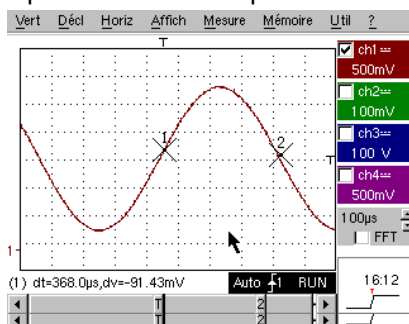 Vert Décl Horiz Affich Mesure Mémoire Util ?
T
ch1
500mV
ch2
100mV
ch3
100 V
ch4
500mV
100µs
FFT
1
2
T
1-
(1) dt=368.0µs,dv=-91.43mV Auto 1 RUN
16:12
T 2
T 2